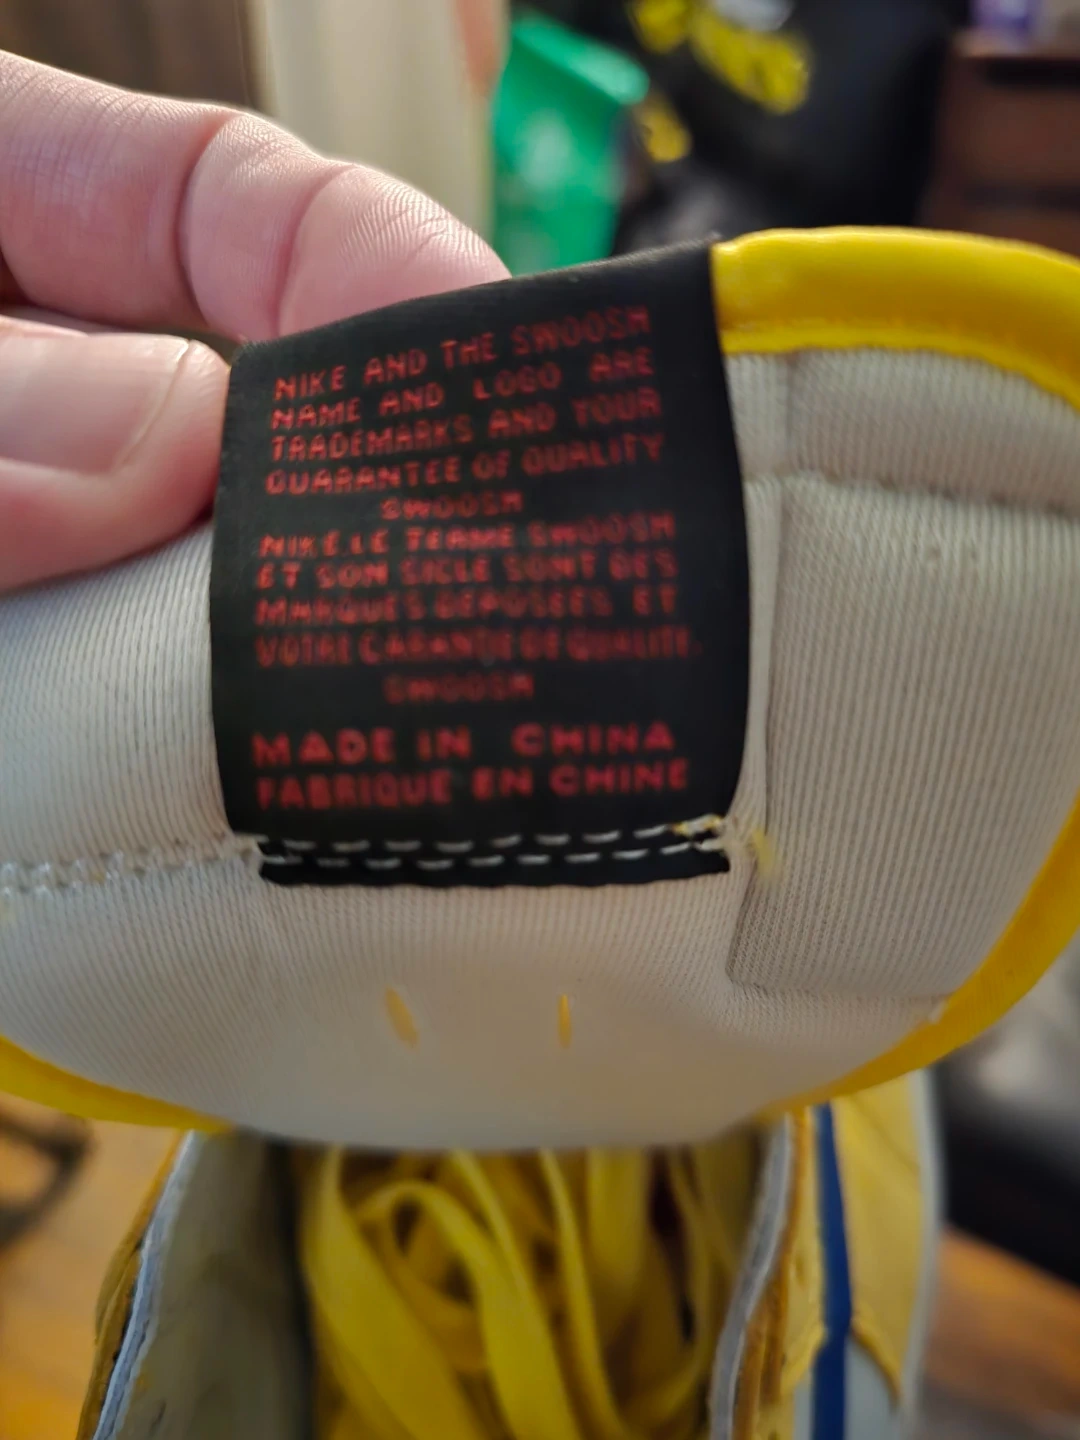 NIKE AND THE SWOOSH
NAME AND LOGO ARE
TRADEMARKS AND YOUR
GUARANTEE OF QUALITY
SWOOSH
NIKE.LE TERME SWOOSH
ET SON SIGLE SONT DES
MARQUES DEPOSEES ET
VOTRE GARANTIE DE QUALITE.
SWOOSH
MADE IN CHINA
FABRIQUE EN CHINE